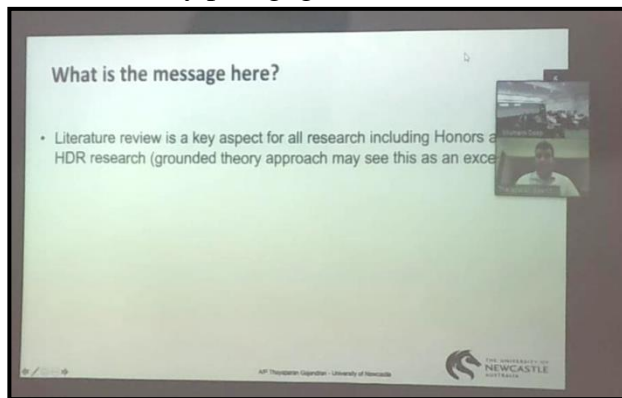 What is the message here?
• Literature review is a key aspect for all research including Honors a
HDR research (grounded theory approach may see this as an exce
A/P Thayaparan Gajendran - University of Newcastle
THE UNIVERSITY OF
NEWCASTLE
AUSTRALIA